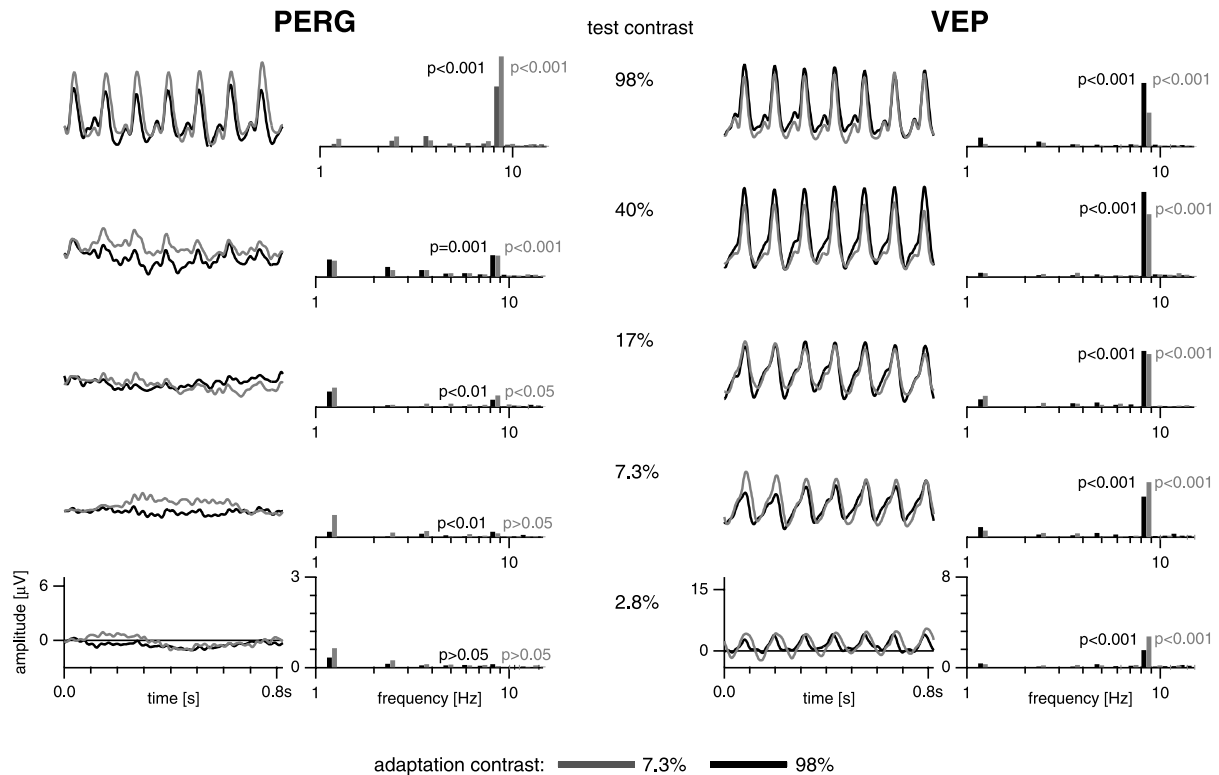 PERG test contrast VEP
p<0.001 p<0.001 98% p<0.001 p<0.001
1 10 1 10
40%
p=0.001 p<0.001 p<0.001 p<0.001
1 10 1 10
17%
p<0.01 p<0.05 p<0.001 p<0.001
1 10 1 10
7.3%
p<0.01 p>0.05 p<0.001 p<0.001
1 10 1 10
amplitude [µV]
6 3 2.8% 15 8
0 p>0.05 p>0.05 0 p<0.001 p<0.001
0 0
0.0 0.8s 1 10 0.0 0.8s 1 10
time [s] frequency [Hz] time [s] frequency [Hz]
adaptation contrast: 7.3% 98%